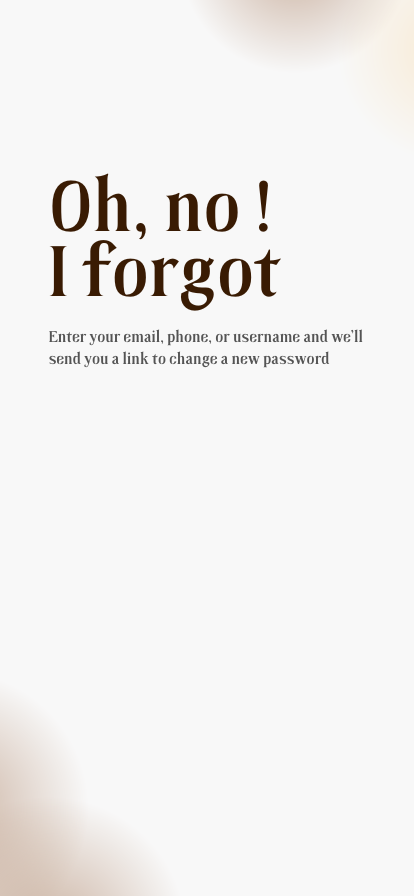 Oh, no !
I forgot
Enter your email, phone, or username and we'll
send you a link to change a new password